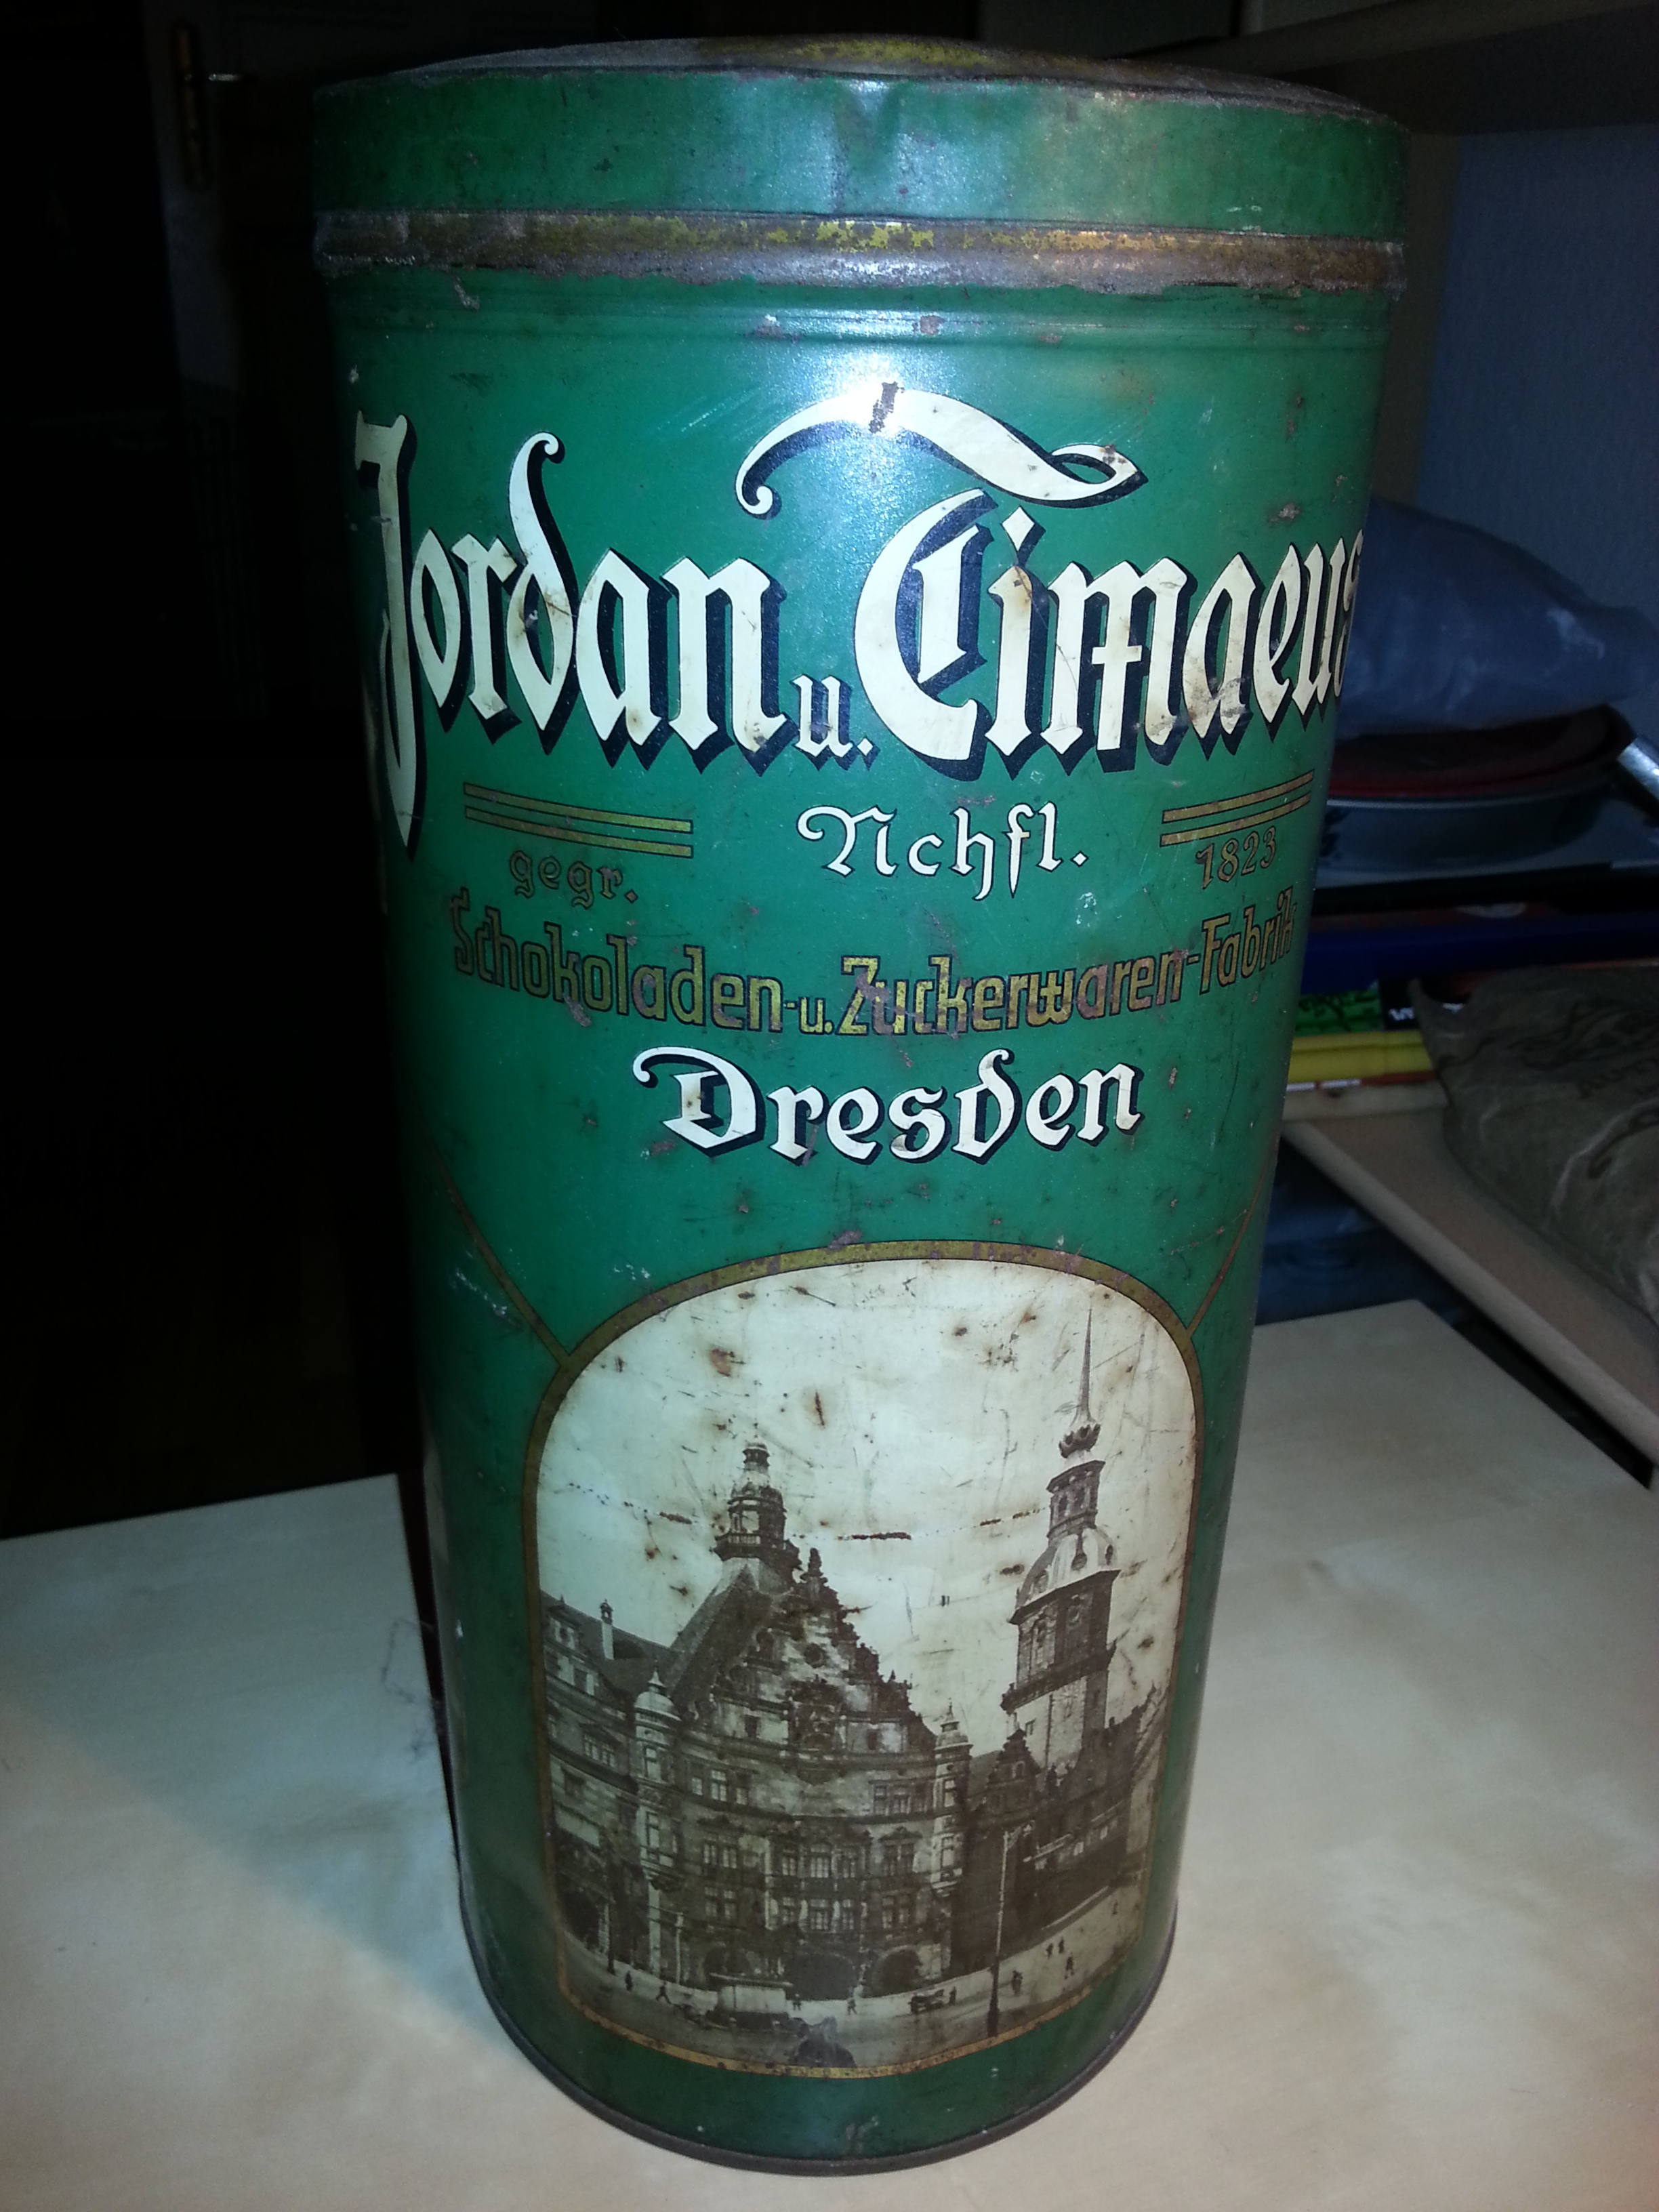 Jordan u. Timaeus
Nchfl.
gegr. 1823
Schokoladen-u. Zuckerwaren-Fabrik
Dresden